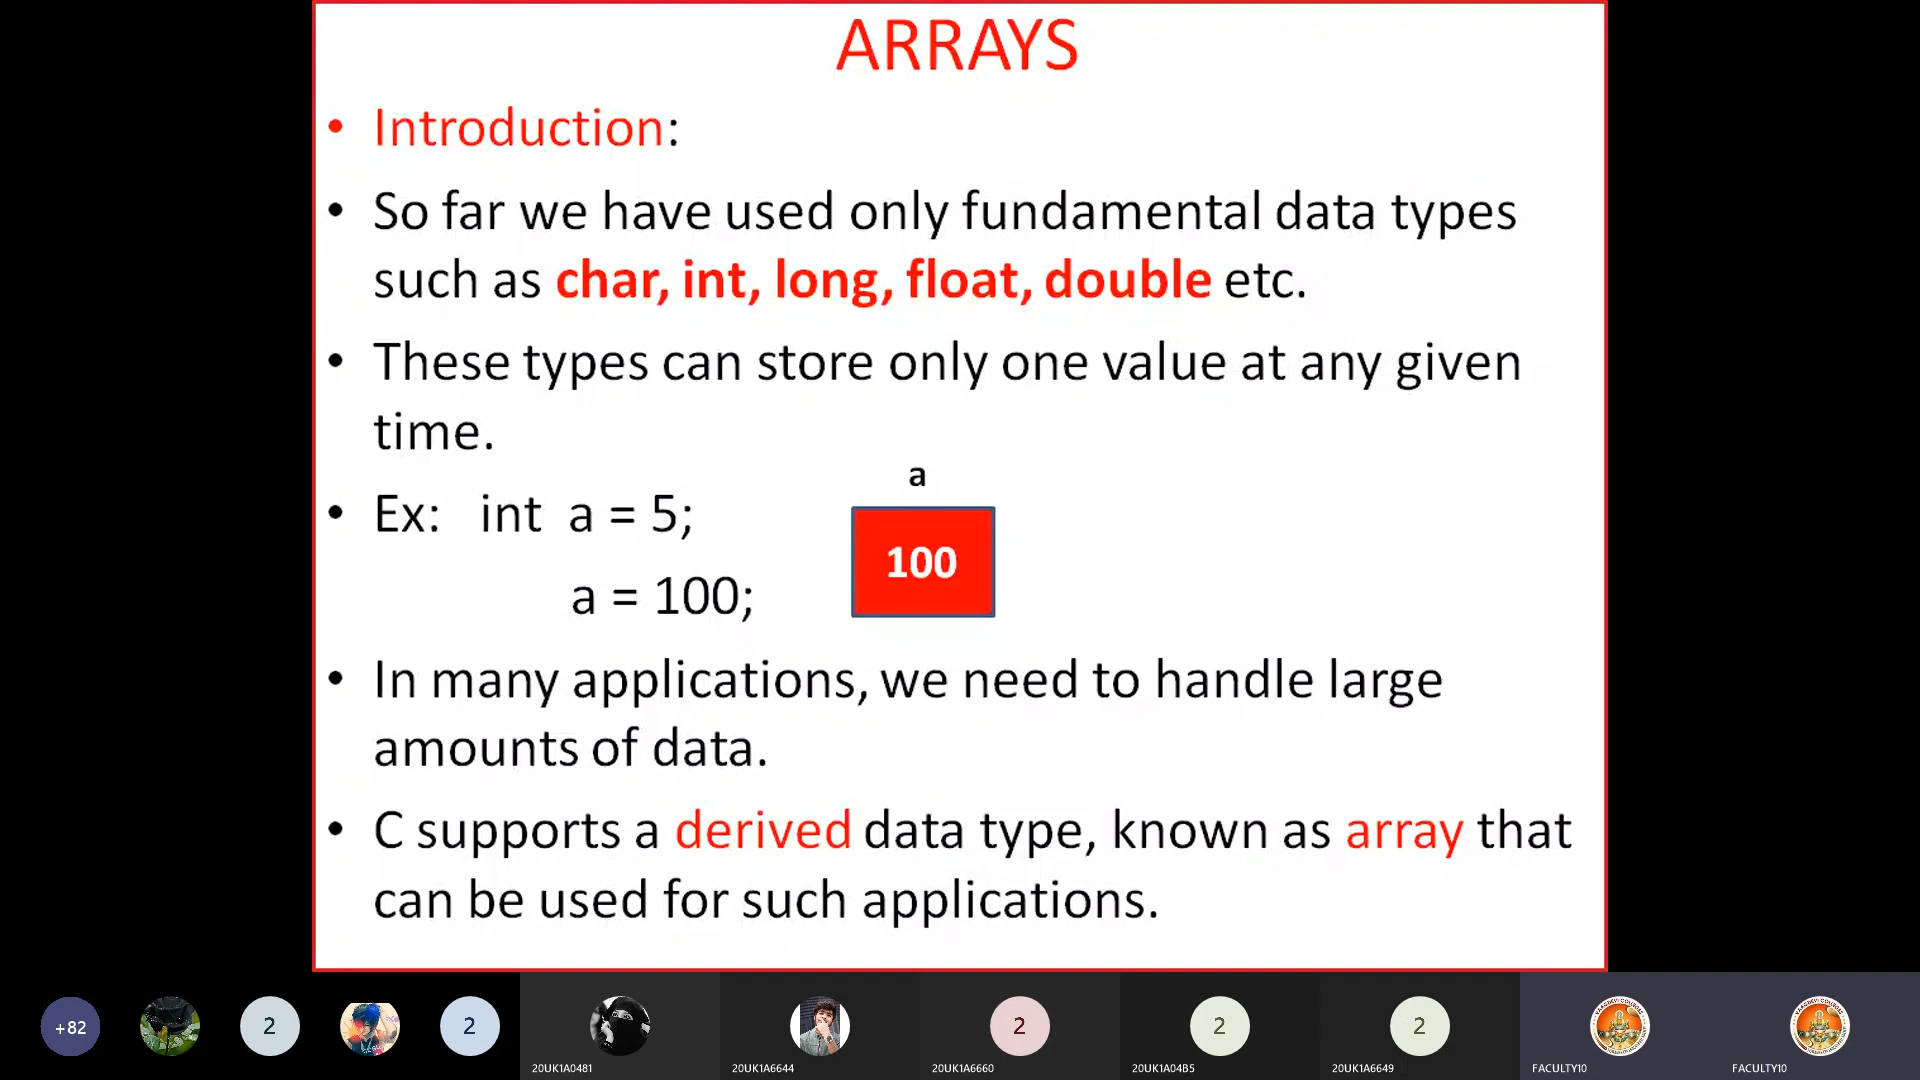 ARRAYS
• Introduction:
• So far we have used only fundamental data types
such as char, int, long, float, double etc.
• These types can store only one value at any given
time.
a
• Ex: int a = 5;
100
a = 100;
• In many applications, we need to handle large
amounts of data.
• C supports a derived data type, known as array that
can be used for such applications.
+82
2
2
2
2
2
20UK1A0481
20UK1A6644
20UK1A6660
20UK1A04B5
20UK1A6649
FACULTY10
FACULTY10